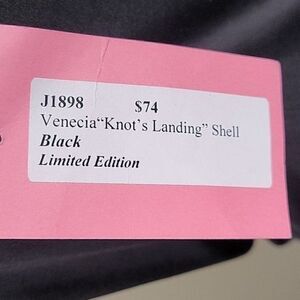 J1898 $74
Venecia“Knot’s Landing” Shell
Black
Limited Edition